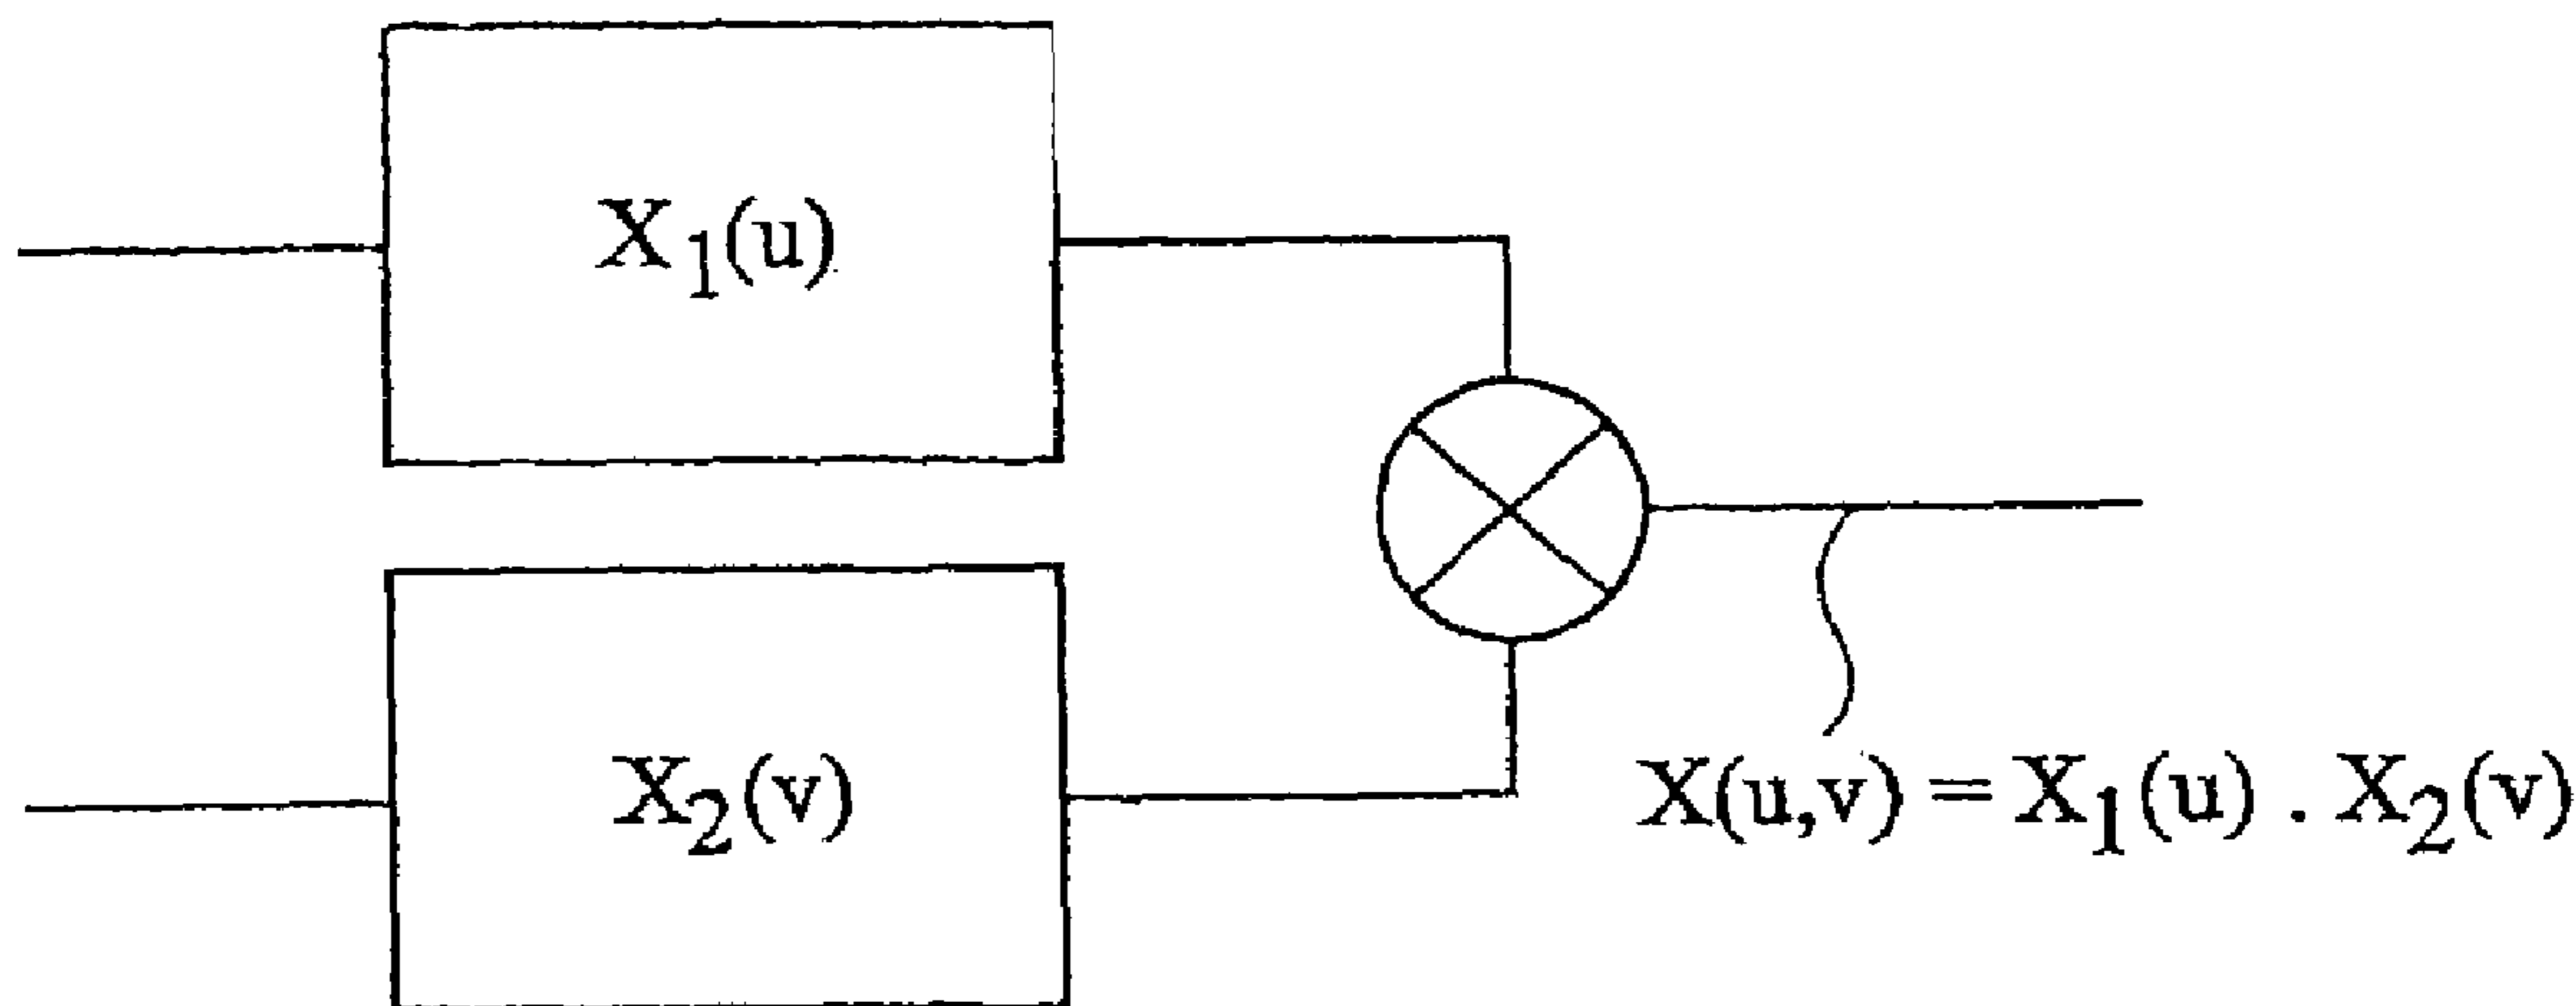 X₁(u)
X₂(v)
X(u,v) = X₁(u) . X₂(v)